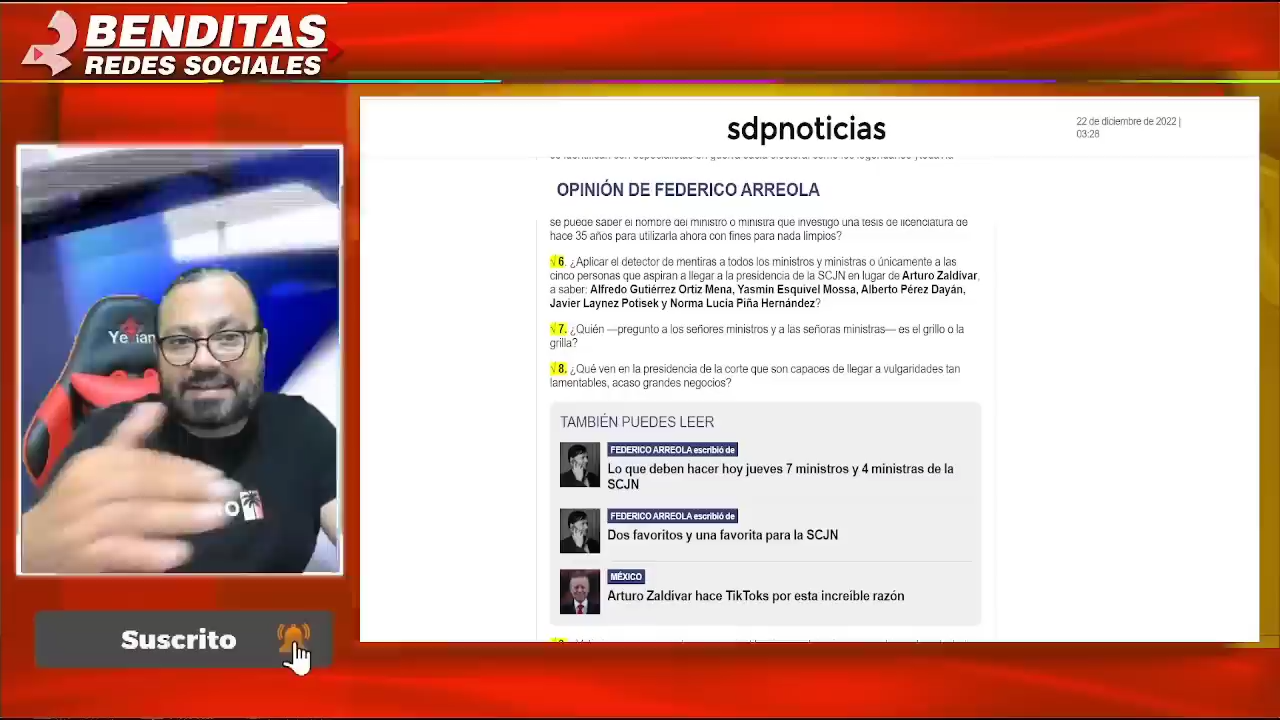 BENDITAS
REDES SOCIALES
sdpnoticias
22 de diciembre de 2022 |
03:28
OPINIÓN DE FEDERICO ARREOLA
se puede saber el nombre del ministro o ministra que investigó una tesis de licenciatura de
hace 35 años para utilizarla ahora con fines para nada limpios?
√6. ¿Aplicar el detector de mentiras a todos los ministros y ministras o únicamente a las
cinco personas que aspiran a llegar a la presidencia de la SCJN en lugar de Arturo Zaldívar,
a saber: Alfredo Gutiérrez Ortiz Mena, Yasmín Esquivel Mossa, Alberto Pérez Dayán,
Javier Laynez Potisek y Norma Lucía Piña Hernández?
√7. ¿Quién —pregunto a los señores ministros y a las señoras ministras— es el grillo o la
grilla?
√8. ¿Qué ven en la presidencia de la corte que son capaces de llegar a vulgaridades tan
lamentables, acaso grandes negocios?
TAMBIÉN PUEDES LEER
FEDERICO ARREOLA escribió de
Lo que deben hacer hoy jueves 7 ministros y 4 ministras de la
SCJN
FEDERICO ARREOLA escribió de
Dos favoritos y una favorita para la SCJN
MÉXICO
Arturo Zaldívar hace TikToks por esta increíble razón
Suscrito